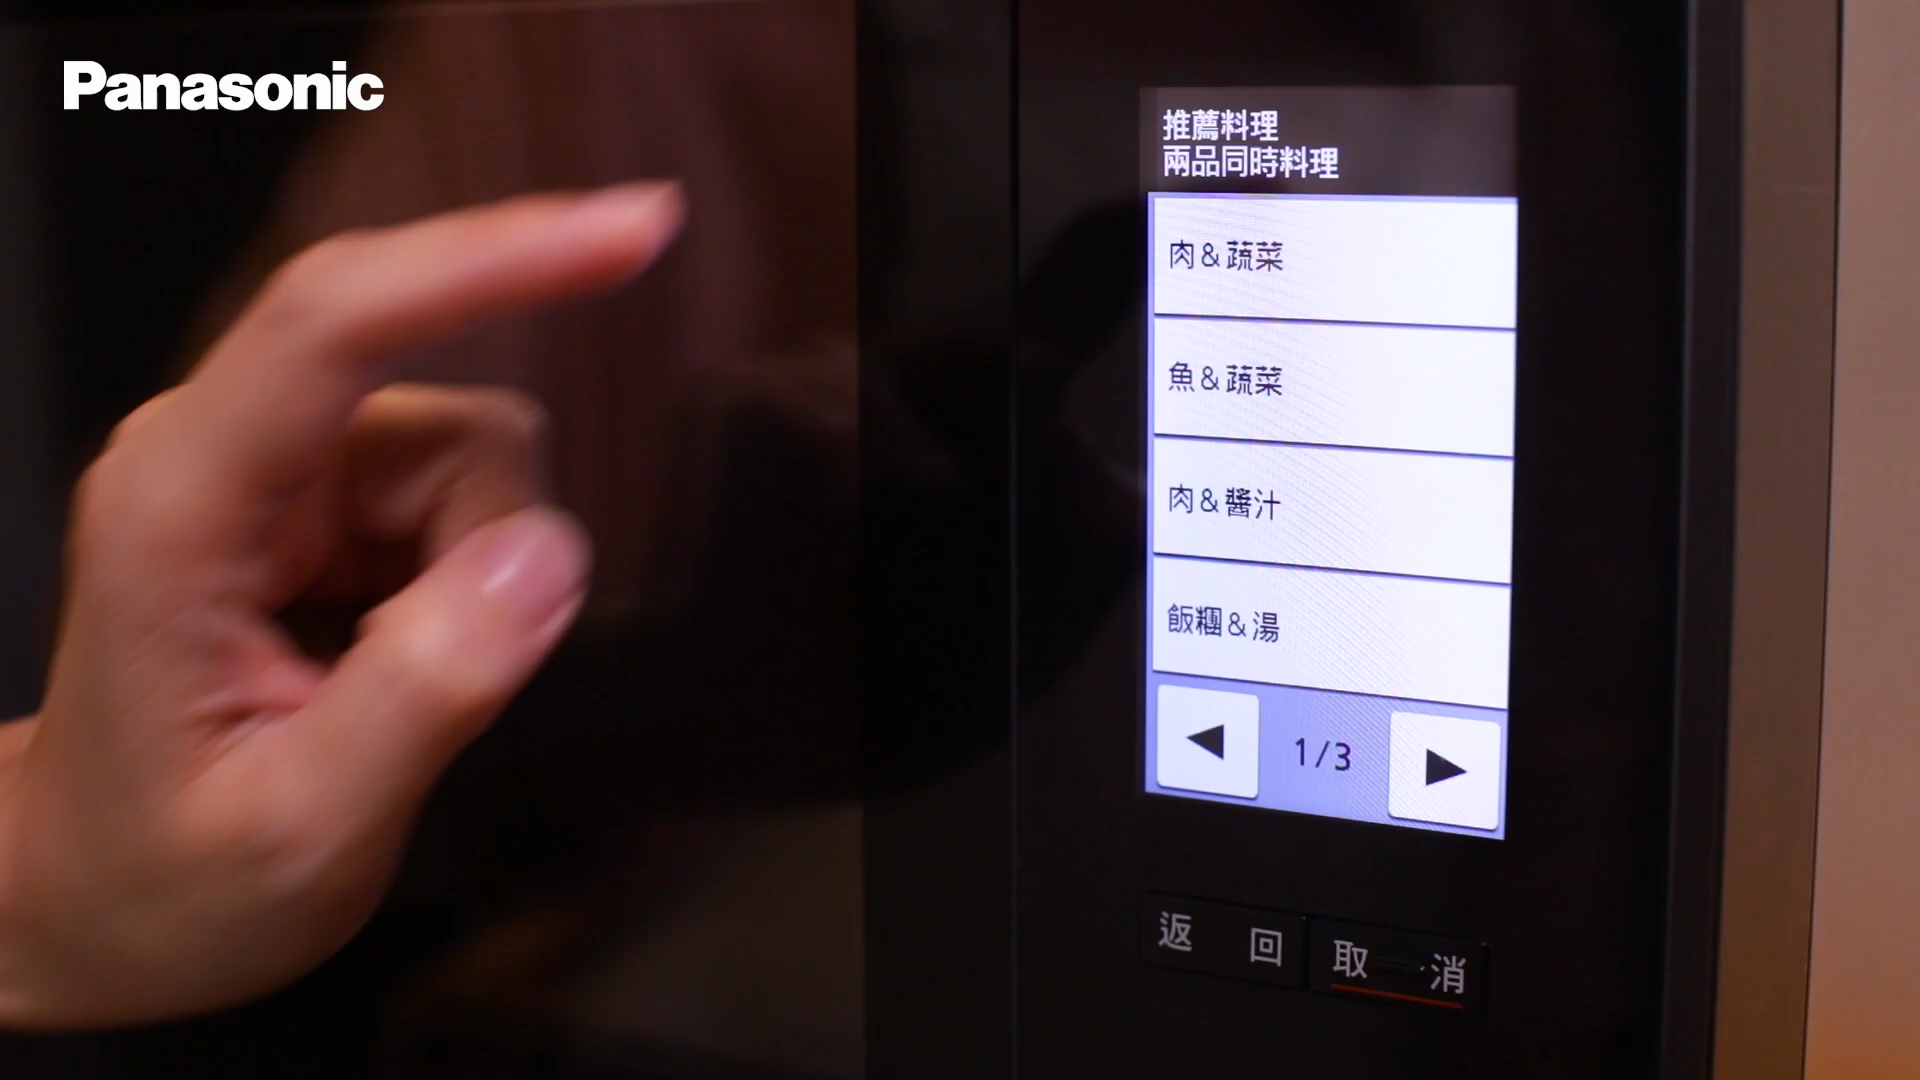 Panasonic
推薦料理
兩品同時料理
肉&蔬菜
魚&蔬菜
肉&醬汁
飯糰&湯
1/3
返回
取消